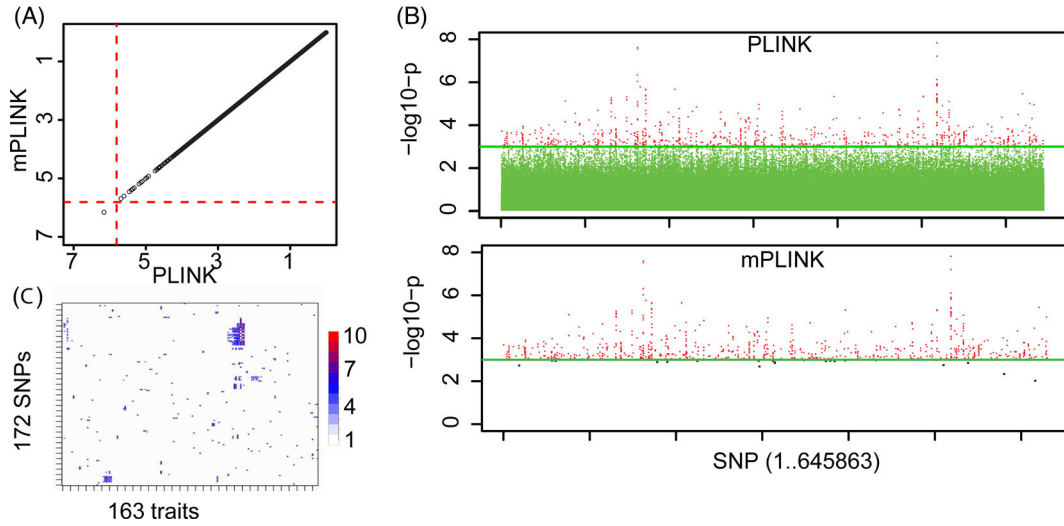 (A)
mPLINK
1
3
5
7
7 5 3 1
PLINK
(B)
PLINK
−log10−p
8
6
4
2
0
mPLINK
−log10−p
8
6
4
2
0
SNP (1..645863)
(C)
172 SNPs
163 traits
10
7
4
1